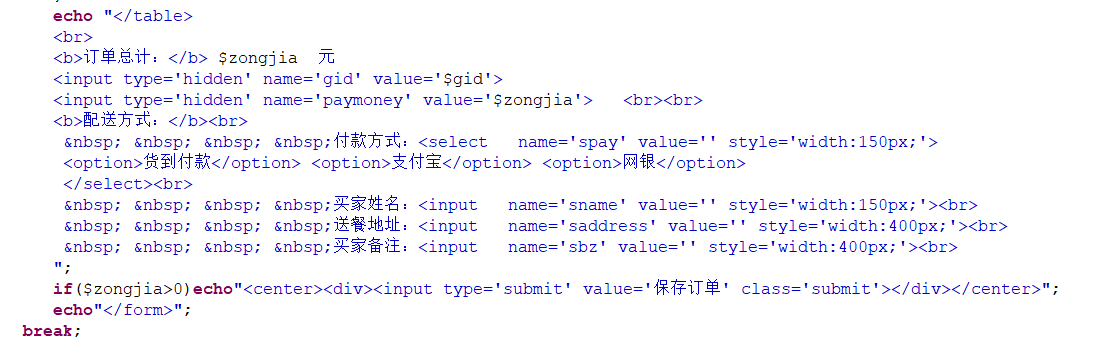 echo "</table>
<br>
<b>订单总计：</b> $zongjia  元
<input type='hidden' name='gid' value='$gid'>
<input type='hidden' name='paymoney' value='$zongjia'>   <br><br>
<b>配送方式：</b><br>
&nbsp; &nbsp; &nbsp; &nbsp;付款方式：<select   name='spay' value='' style='width:150px;'>
<option>货到付款</option> <option>支付宝</option> <option>网银</option>
</select><br>
&nbsp; &nbsp; &nbsp; &nbsp;买家姓名：<input   name='sname' value='' style='width:150px;'><br>
&nbsp; &nbsp; &nbsp; &nbsp;送餐地址：<input   name='saddress' value='' style='width:400px;'><br>
&nbsp; &nbsp; &nbsp; &nbsp;买家备注：<input   name='sbz' value='' style='width:400px;'><br>
";
if($zongjia>0)echo"<center><div><input type='submit' value='保存订单' class='submit'></div></center>";
echo"</form>";
break;